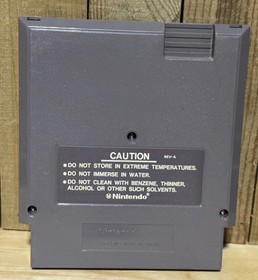 CAUTION REV-A
●DO NOT STORE IN EXTREME TEMPERATURES.
●DO NOT IMMERSE IN WATER.
●DO NOT CLEAN WITH BENZENE, THINNER,
ALCOHOL OR OTHER SUCH SOLVENTS.
Nintendo®